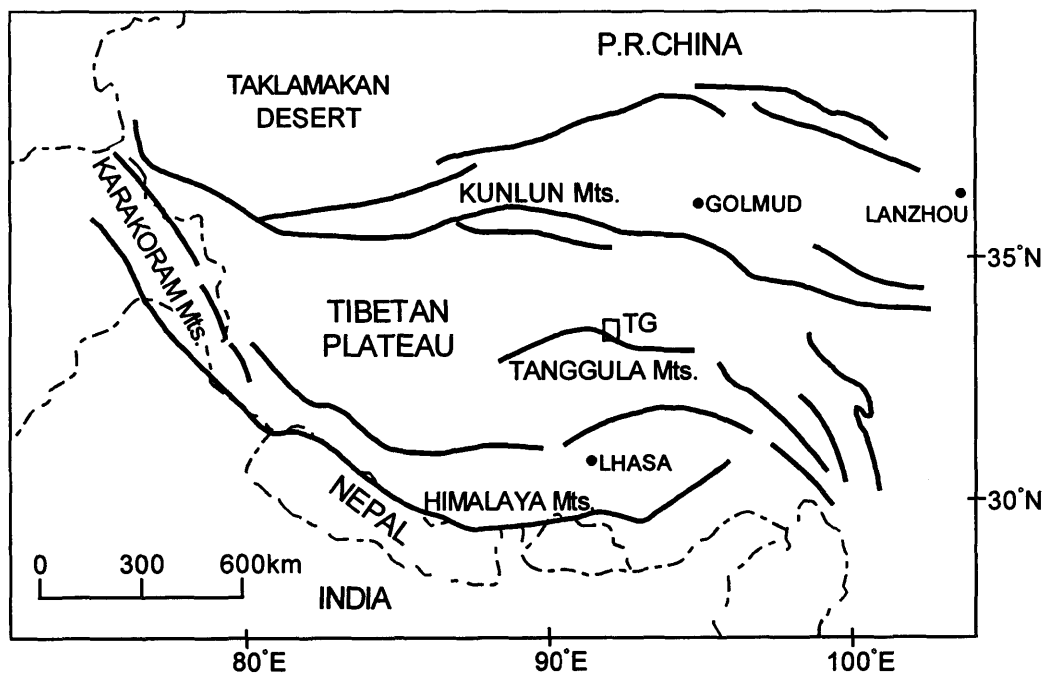 P.R.CHINA
TAKLAMAKAN
DESERT
KARAKORAM Mts.
KUNLUN Mts.
GOLMUD
LANZHOU
35°N
TIBETAN
PLATEAU
TG
TANGGULA Mts.
LHASA
NEPAL
HIMALAYA Mts.
30°N
0 300 600km
INDIA
80°E 90°E 100°E